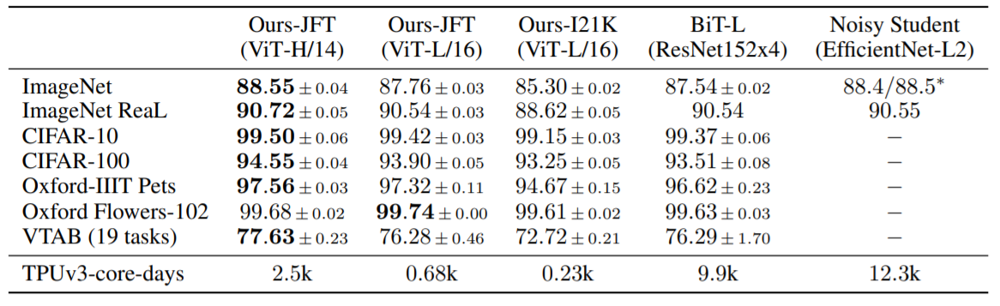 Ours-JFT Ours-JFT Ours-I21K BiT-L Noisy Student
(ViT-H/14) (ViT-L/16) (ViT-L/16) (ResNet152x4) (EfficientNet-L2)
ImageNet 88.55 ± 0.04 87.76 ± 0.03 85.30 ± 0.02 87.54 ± 0.02 88.4/88.5*
ImageNet ReaL 90.72 ± 0.05 90.54 ± 0.03 88.62 ± 0.05 90.54 90.55
CIFAR-10 99.50 ± 0.06 99.42 ± 0.03 99.15 ± 0.03 99.37 ± 0.06 −
CIFAR-100 94.55 ± 0.04 93.90 ± 0.05 93.25 ± 0.05 93.51 ± 0.08 −
Oxford-IIIT Pets 97.56 ± 0.03 97.32 ± 0.11 94.67 ± 0.15 96.62 ± 0.23 −
Oxford Flowers-102 99.68 ± 0.02 99.74 ± 0.00 99.61 ± 0.02 99.63 ± 0.03 −
VTAB (19 tasks) 77.63 ± 0.23 76.28 ± 0.46 72.72 ± 0.21 76.29 ± 1.70 −
TPUv3-core-days 2.5k 0.68k 0.23k 9.9k 12.3k